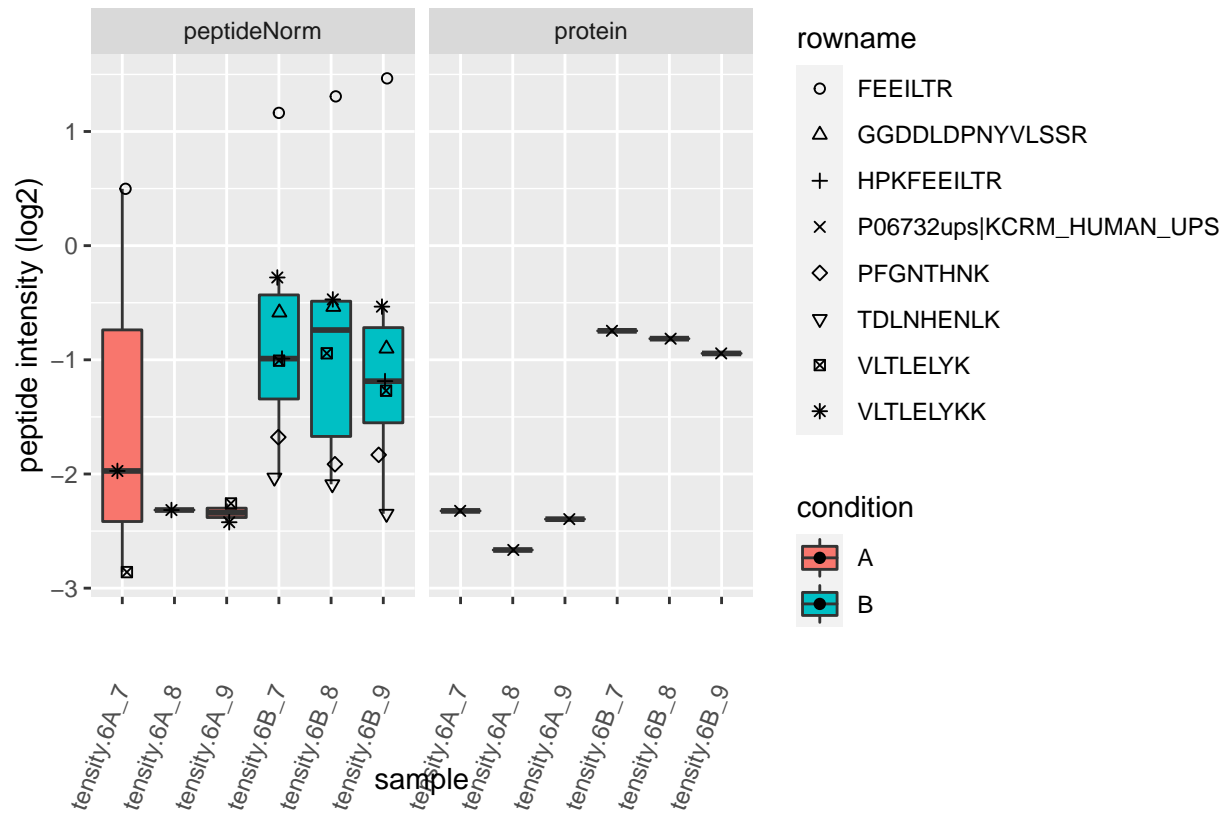 peptideNorm
protein
peptide intensity (log2)
1
0
−1
−2
−3
tensity.6A_7
tensity.6A_8
tensity.6A_9
tensity.6B_7
tensity.6B_8
tensity.6B_9
tensity.6A_7
tensity.6A_8
tensity.6A_9
tensity.6B_7
tensity.6B_8
tensity.6B_9
sample
rowname
FEEILTR
GGDDLDPNYVLSSR
HPKFEEILTR
P06732ups|KCRM_HUMAN_UPS
PFGNTHNK
TDLNHENLK
VLTLELYK
VLTLELYKK
condition
A
B